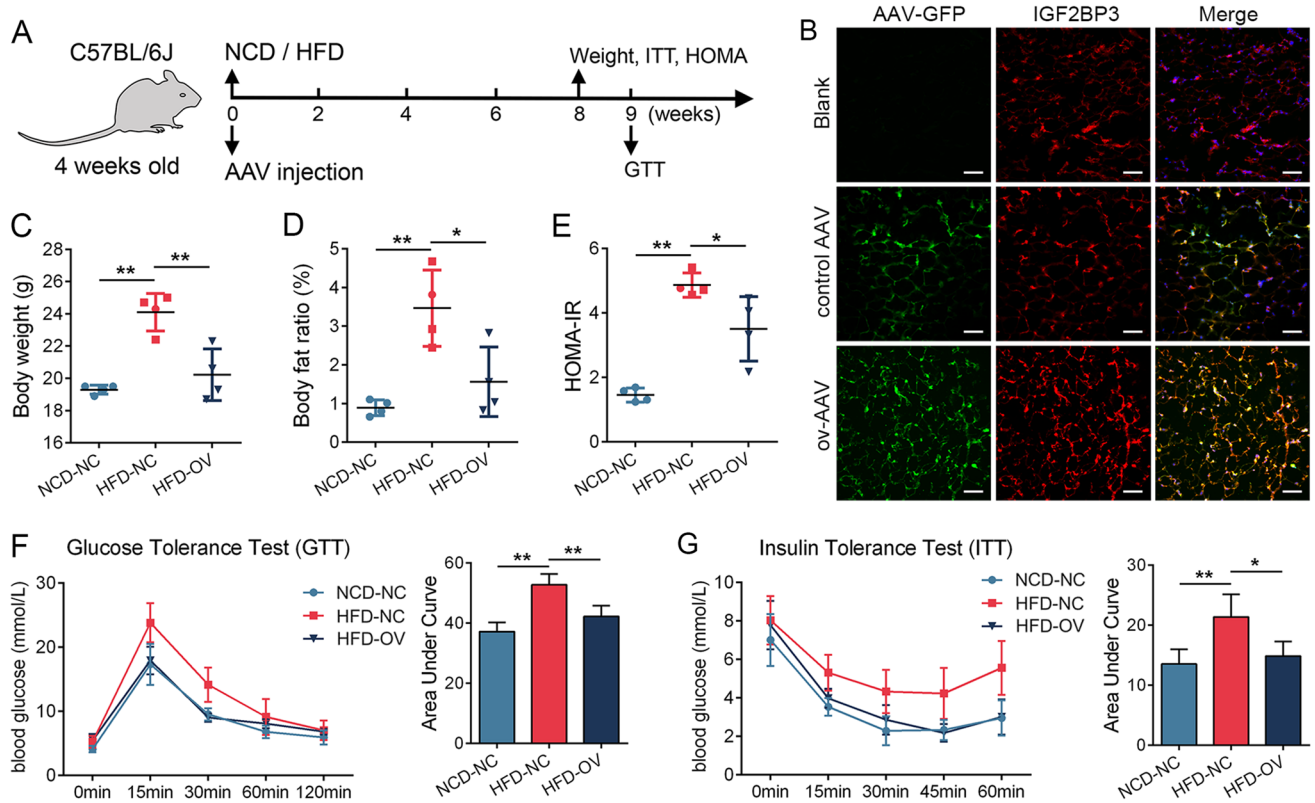 A
C57BL/6J
4 weeks old
NCD / HFD
Weight, ITT, HOMA
0 2 4 6 8 9 (weeks)
AAV injection
GTT
B
AAV-GFP IGF2BP3 Merge
Blank
control AAV
ov-AAV
C
Body weight (g)
28
26
24
22
20
18
16
** **
NCD-NC HFD-NC HFD-OV
D
Body fat ratio (%)
5
4
3
2
1
0
** *
NCD-NC HFD-NC HFD-OV
E
HOMA-IR
6
4
2
0
** *
NCD-NC HFD-NC HFD-OV
F
Glucose Tolerance Test (GTT)
blood glucose (mmol/L)
30
20
10
0
NCD-NC
HFD-NC
HFD-OV
0min 15min 30min 60min 120min
Area Under Curve
60
40
20
0
** **
NCD-NC HFD-NC HFD-OV
G
Insulin Tolerance Test (ITT)
blood glucose (mmol/L)
10
8
6
4
2
0
NCD-NC
HFD-NC
HFD-OV
0min 15min 30min 45min 60min
Area Under Curve
30
20
10
0
** *
NCD-NC HFD-NC HFD-OV